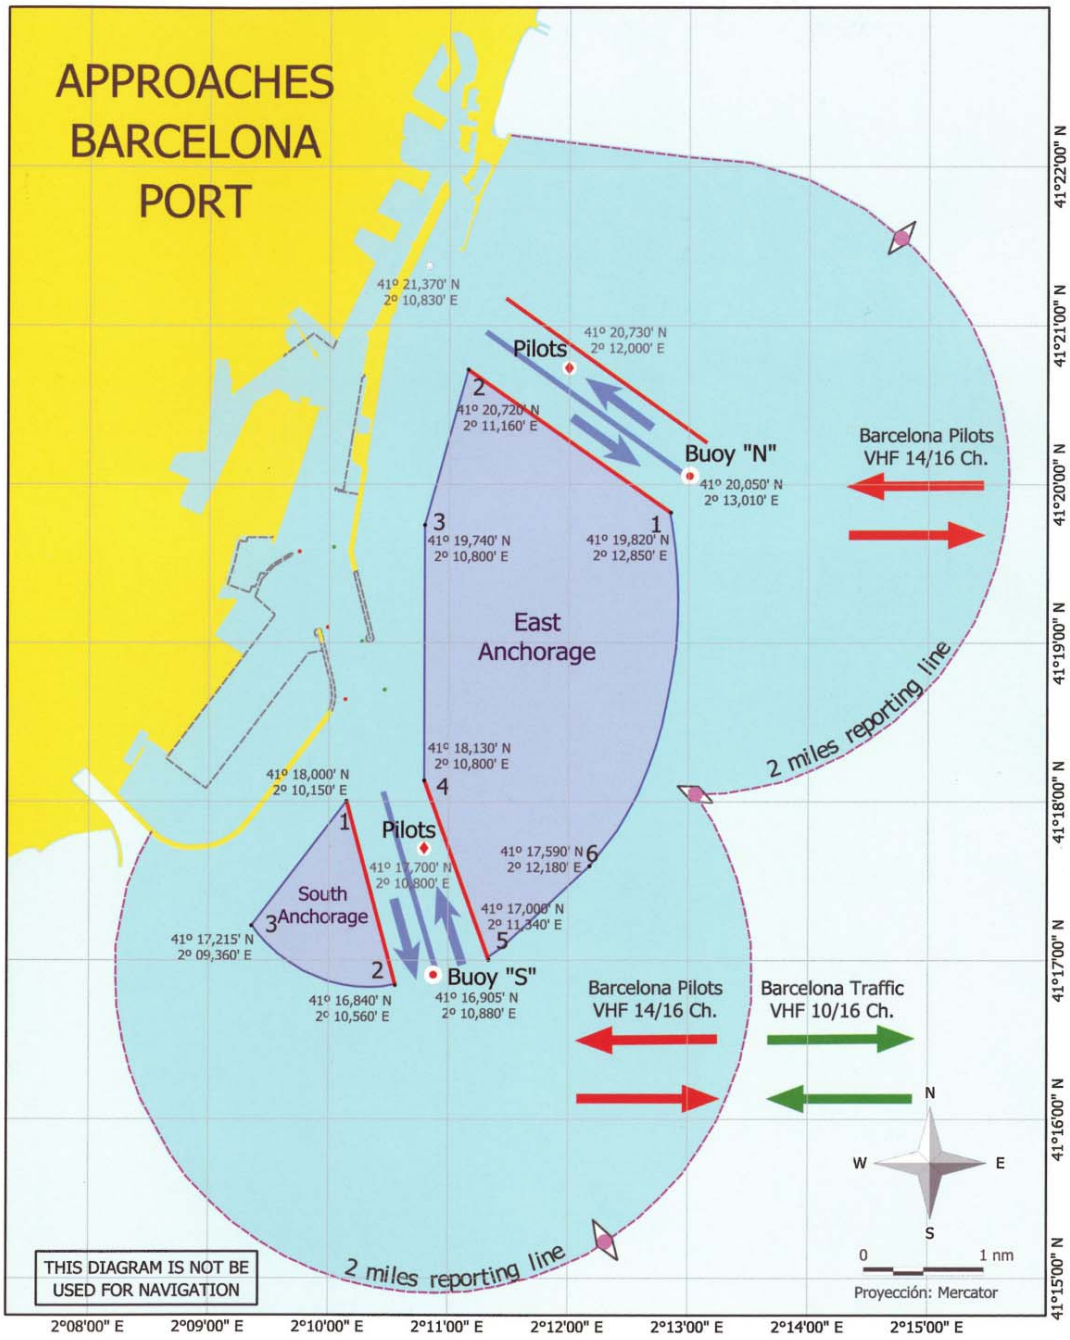 APPROACHES
BARCELONA
PORT
41º 21,370' N
2º 10,830' E
41º 20,730' N
2º 12,000' E
Pilots
2
41º 20,720' N
2º 11,160' E
Buoy "N"
41º 20,050' N
2º 13,010' E
Barcelona Pilots
VHF 14/16 Ch.
3
41º 19,740' N
2º 10,800' E
1
41º 19,820' N
2º 12,850' E
East
Anchorage
2 miles reporting line
41º 18,130' N
2º 10,800' E
4
41º 18,000' N
2º 10,150' E
1
Pilots
41º 17,700' N
2º 10,800' E
41º 17,590' N
2º 12,180' E
6
South
Anchorage
3
41º 17,215' N
2º 09,360' E
41º 17,000' N
2º 11,340' E
5
2
41º 16,840' N
2º 10,560' E
Buoy "S"
41º 16,905' N
2º 10,880' E
Barcelona Pilots
VHF 14/16 Ch.
Barcelona Traffic
VHF 10/16 Ch.
2 miles reporting line
N
W
E
S
0
1 nm
Proyección: Mercator
THIS DIAGRAM IS NOT BE
USED FOR NAVIGATION
41°22'00" N
41°21'00" N
41°20'00" N
41°19'00" N
41°18'00" N
41°17'00" N
41°16'00" N
41°15'00" N
2°08'00" E
2°09'00" E
2°10'00" E
2°11'00" E
2°12'00" E
2°13'00" E
2°14'00" E
2°15'00" E